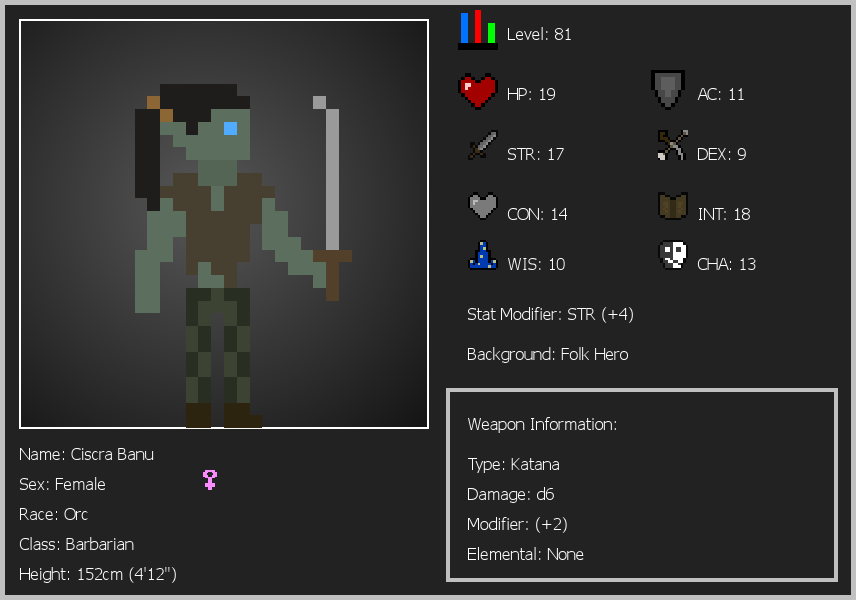 Level: 81
HP: 19
AC: 11
STR: 17
DEX: 9
CON: 14
INT: 18
WIS: 10
CHA: 13
Stat Modifier: STR (+4)
Background: Folk Hero
Weapon Information:
Type: Katana
Damage: d6
Modifier: (+2)
Elemental: None
Name: Ciscra Banu
Sex: Female
Race: Orc
Class: Barbarian
Height: 152cm (4'12")